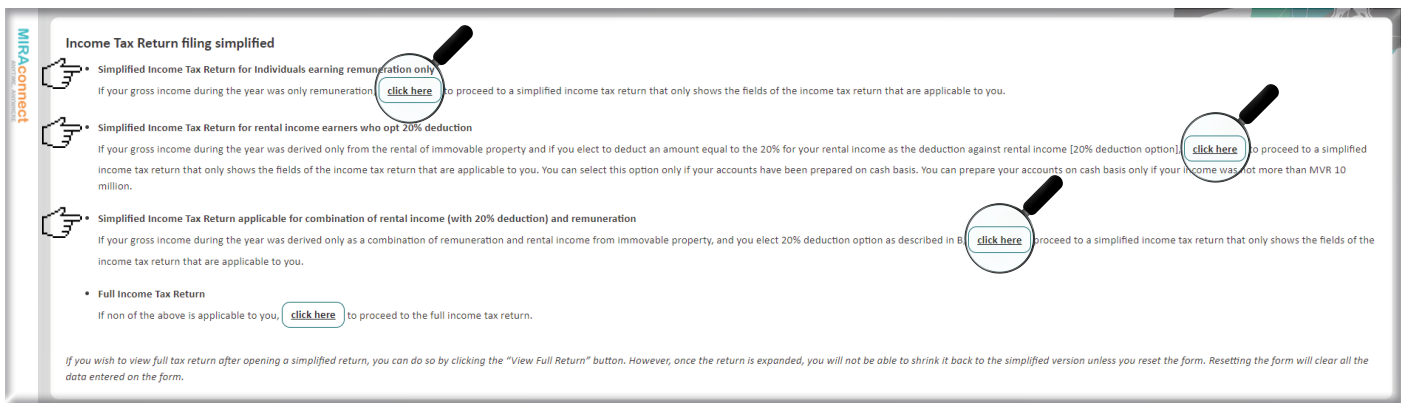 MIRAconnect
Income Tax Return filing simplified
• Simplified Income Tax Return for Individuals earning remuneration only
If your gross income during the year was only remuneration, click here to proceed to a simplified income tax return that only shows the fields of the income tax return that are applicable to you.
• Simplified Income Tax Return for rental income earners who opt 20% deduction
If your gross income during the year was derived only from the rental of immovable property and if you elect to deduct an amount equal to the 20% for your rental income as the deduction against rental income [20% deduction option], click here to proceed to a simplified
income tax return that only shows the fields of the income tax return that are applicable to you. You can select this option only if your accounts have been prepared on cash basis. You can prepare your accounts on cash basis only if your income was not more than MVR 10
million.
• Simplified Income Tax Return applicable for combination of rental income (with 20% deduction) and remuneration
If your gross income during the year was derived only as a combination of remuneration and rental income from immovable property, and you elect 20% deduction option as described in B, click here proceed to a simplified income tax return that only shows the fields of the
income tax return that are applicable to you.
• Full Income Tax Return
If non of the above is applicable to you, click here to proceed to the full income tax return.
If you wish to view full tax return after opening a simplified return, you can do so by clicking the “View Full Return” button. However, once the return is expanded, you will not be able to shrink it back to the simplified version unless you reset the form. Resetting the form will clear all the
data entered on the form.